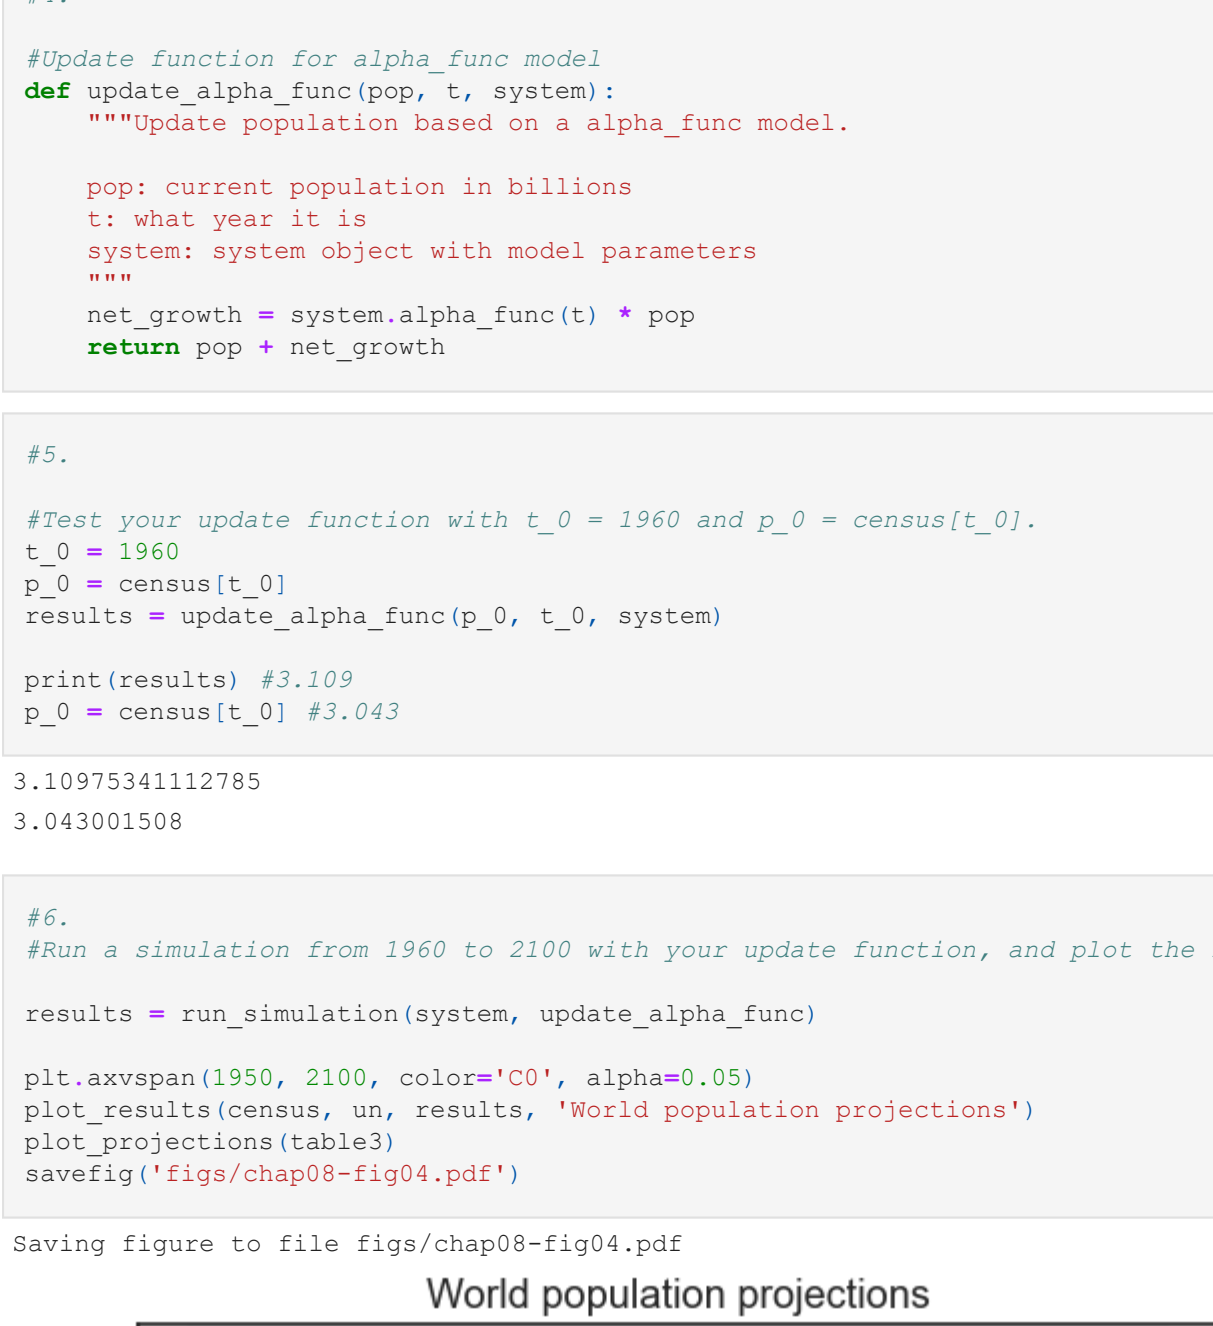 #4.
#Update function for alpha_func model
def update_alpha_func(pop, t, system):
    """Update population based on a alpha_func model.
    pop: current population in billions
    t: what year it is
    system: system object with model parameters
    """
    net_growth = system.alpha_func(t) * pop
    return pop + net_growth
#5.
#Test your update function with t_0 = 1960 and p_0 = census[t_0].
t_0 = 1960
p_0 = census[t_0]
results = update_alpha_func(p_0, t_0, system)
print(results) #3.109
p_0 = census[t_0] #3.043
3.10975341112785
3.043001508
#6.
#Run a simulation from 1960 to 2100 with your update function, and plot the
results = run_simulation(system, update_alpha_func)
plt.axvspan(1950, 2100, color='C0', alpha=0.05)
plot_results(census, un, results, 'World population projections')
plot_projections(table3)
savefig('figs/chap08-fig04.pdf')
Saving figure to file figs/chap08-fig04.pdf
World population projections